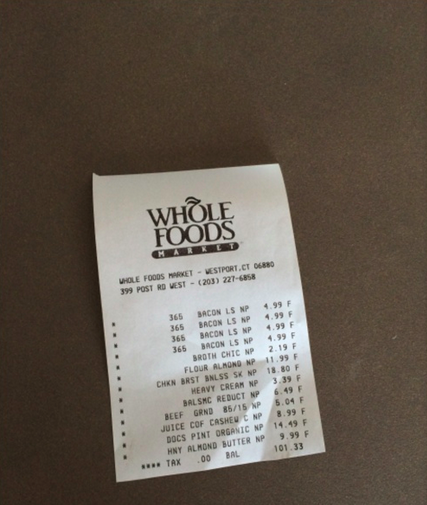 WHOLE
FOODS
MARKET
WHOLE FOODS MARKET - WESTPORT,CT 06880
399 POST RD WEST - (203) 227-6858
365 BACON LS NP 4.99 F
365 BACON LS NP 4.99 F
365 BACON LS NP 4.99 F
365 BACON LS NP 4.99 F
BROTH CHIC NP 2.19 F
FLOUR ALMOND NP 11.99 F
CHKN BRST BNLSS SK NP 18.80 F
HEAVY CREAM NP 3.39 F
BALSMC REDUCT NP 6.49 F
BEEF GRND 85/15 NP 5.04 F
JUICE COF CASHEW C NP 8.99 F
DOCS PINT ORGANIC NP 14.49 F
HNY ALMOND BUTTER NP 9.99 F
**** TAX .00 BAL 101.33